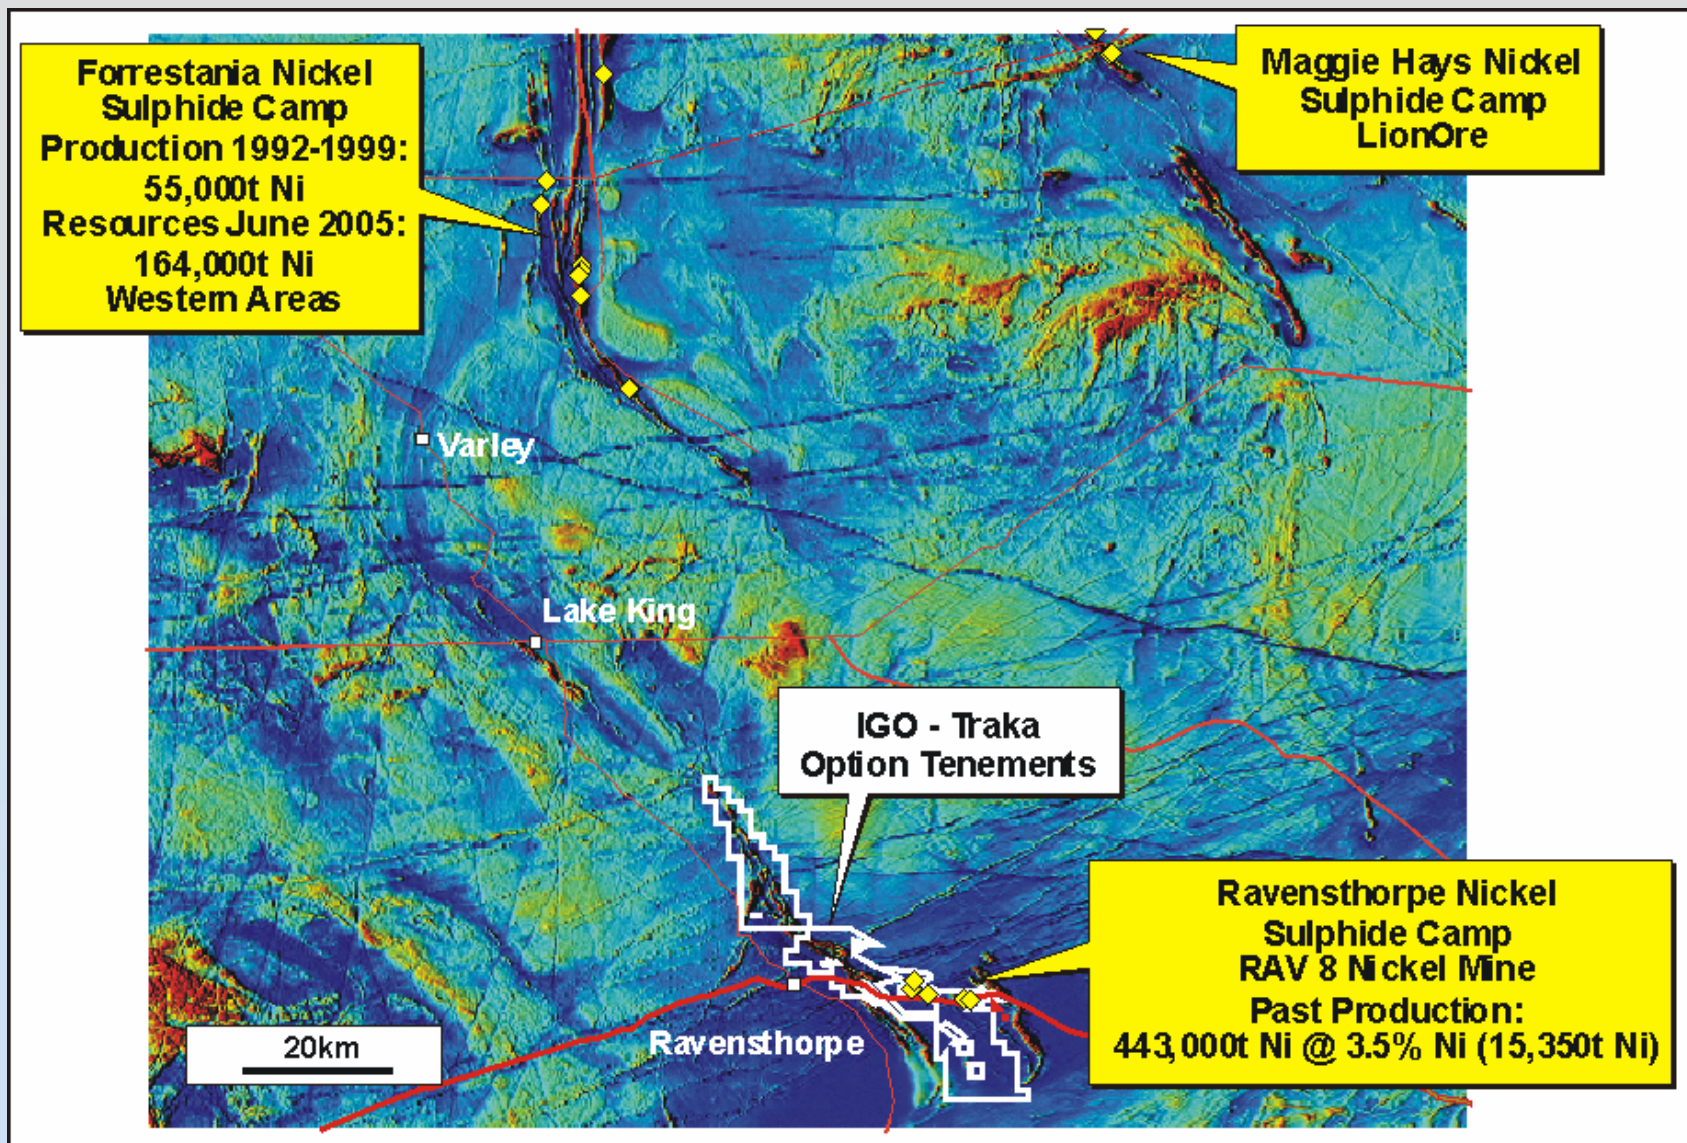 Forrestania Nickel
Sulphide Camp
Production 1992-1999:
55,000t Ni
Resources June 2005:
164,000t Ni
Western Areas
Maggie Hays Nickel
Sulphide Camp
LionOre
Varley
Lake King
IGO - Traka
Option Tenements
Ravensthorpe Nickel
Sulphide Camp
RAV 8 Nickel Mine
Past Production:
443,000t Ni @ 3.5% Ni (15,350t Ni)
Ravensthorpe
20km